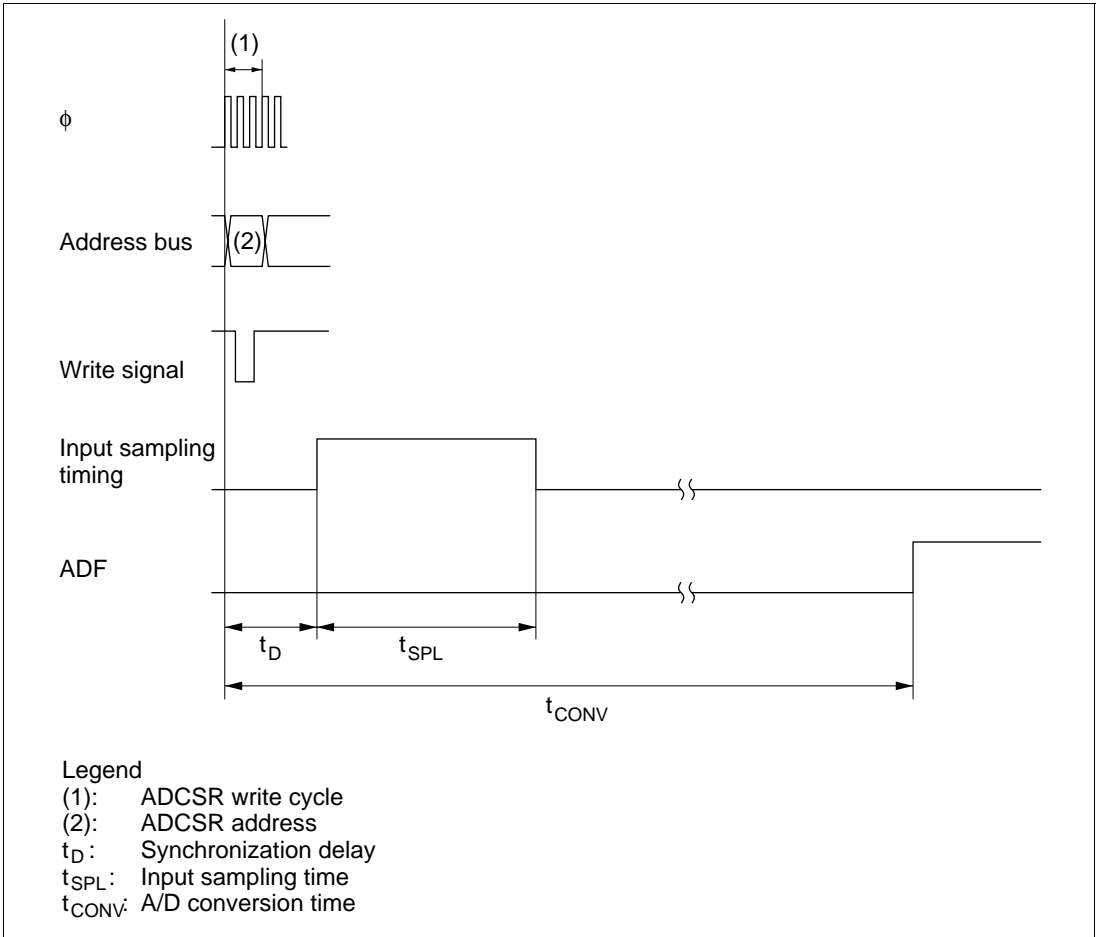 (1)
ϕ
Address bus
(2)
Write signal
Input sampling
timing
ADF
tD
tSPL
tCONV
Legend
(1): ADCSR write cycle
(2): ADCSR address
tD : Synchronization delay
tSPL : Input sampling time
tCONV: A/D conversion time